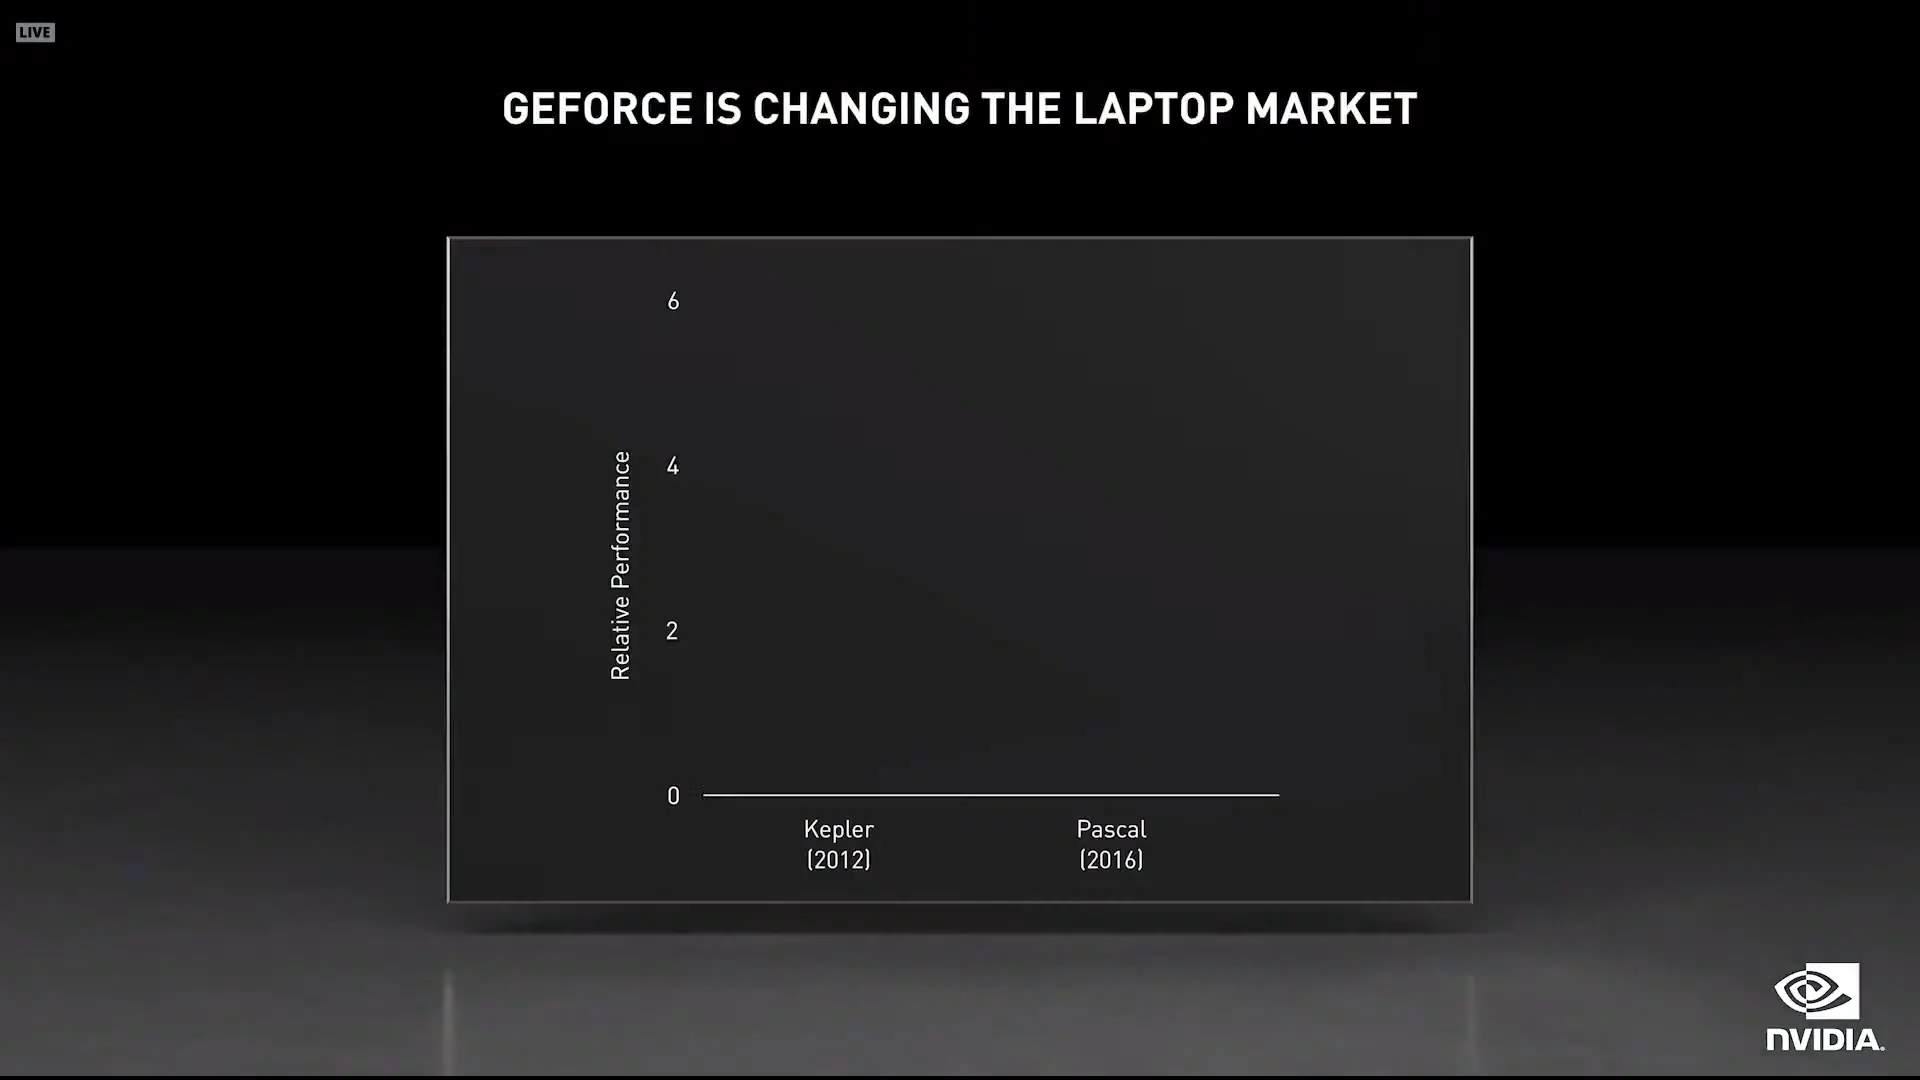 LIVE
GEFORCE IS CHANGING THE LAPTOP MARKET
6
4
Relative Performance
2
0
Kepler
(2012)
Pascal
(2016)
NVIDIA.